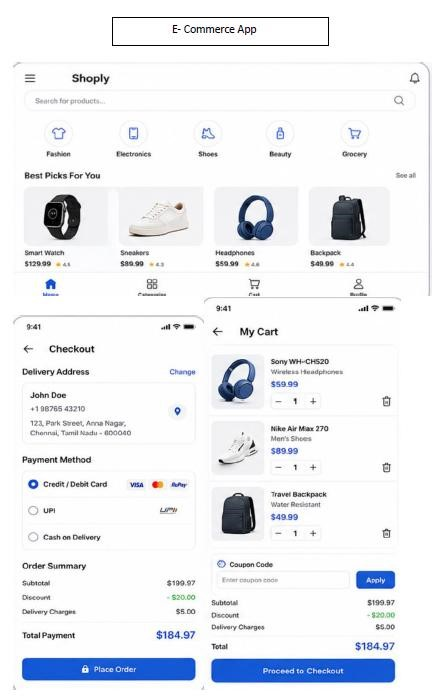 E- Commerce App
Shoply
Search for products...
Fashion Electronics Shoes Beauty Grocery
Best Picks For You See all
Smart Watch Sneakers Headphones Backpack
$129.99 ★ 4.5 $89.99 ★ 4.3 $59.99 ★ 4.6 $49.99 ★ 4.4
Home Categories Cart Profile
9:41
Checkout
Delivery Address Change
John Doe
+1 98765 43210
123, Park Street, Anna Nagar,
Chennai, Tamil Nadu - 600040
Payment Method
Credit / Debit Card VISA RuPay
UPI UPI
Cash on Delivery
Order Summary
Subtotal $199.97
Discount - $20.00
Delivery Charges $5.00
Total Payment $184.97
Place Order
9:41
My Cart
Sony WH-CH520
Wireless Headphones
$59.99
− 1 +
Nike Air Max 270
Men's Shoes
$89.99
− 1 +
Travel Backpack
Water Resistant
$49.99
− 1 +
Coupon Code
Enter coupon code Apply
Subtotal $199.97
Discount - $20.00
Delivery Charges $5.00
Total $184.97
Proceed to Checkout